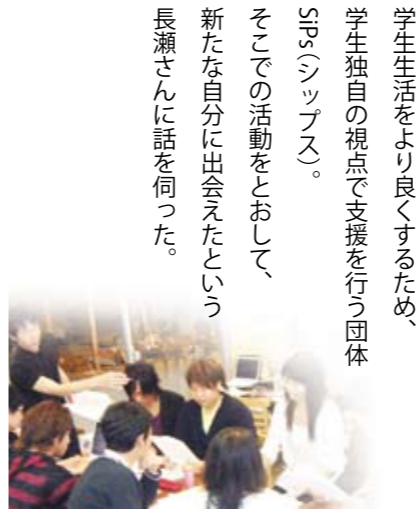 学生生活をより良くするため、
学生独自の視点で支援を行う団体
SiPs（シップス）。
そこでの活動をとおして、
新たな自分に出会えたという
長瀬さんに話を伺った。